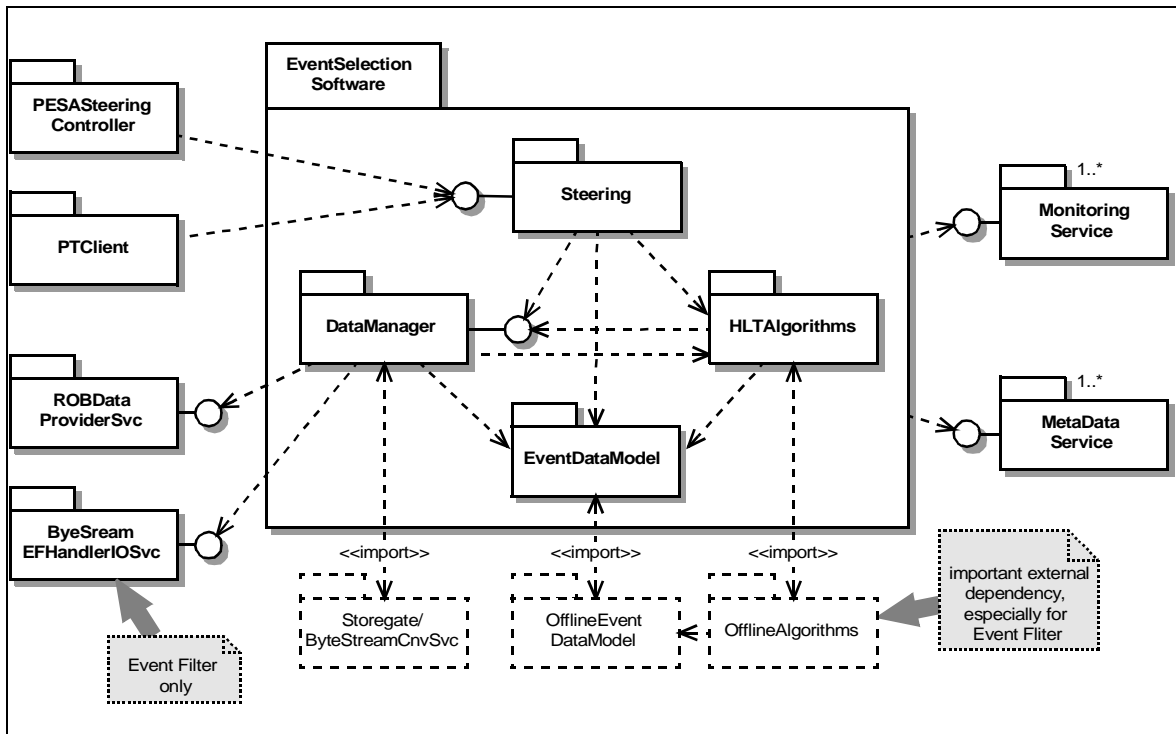 EventSelection
Software
PESASteering
Controller
Steering
1..*
Monitoring
Service
PTClient
DataManager
HLTAlgorithms
ROBData
ProviderSvc
1..*
MetaData
Service
EventDataModel
ByeSream
EFHandlerIOSvc
<<import>>
<<import>>
<<import>>
important external
dependency,
especially for
Event Fliter
Storegate/
ByteStreamCnvSvc
OfflineEvent
DataModel
OfflineAlgorithms
Event Filter
only